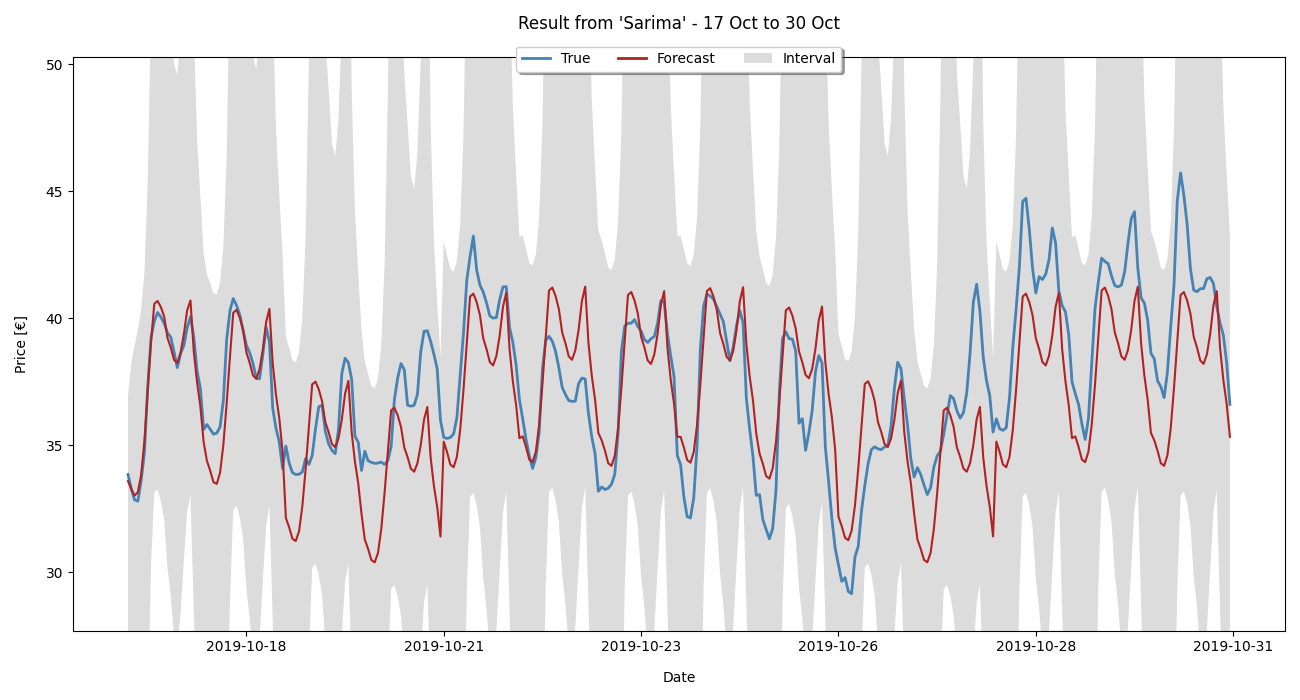 Result from 'Sarima' - 17 Oct to 30 Oct
True Forecast Interval
50
45
40
35
30
Price [€]
2019-10-18 2019-10-21 2019-10-23 2019-10-26 2019-10-28 2019-10-31
Date